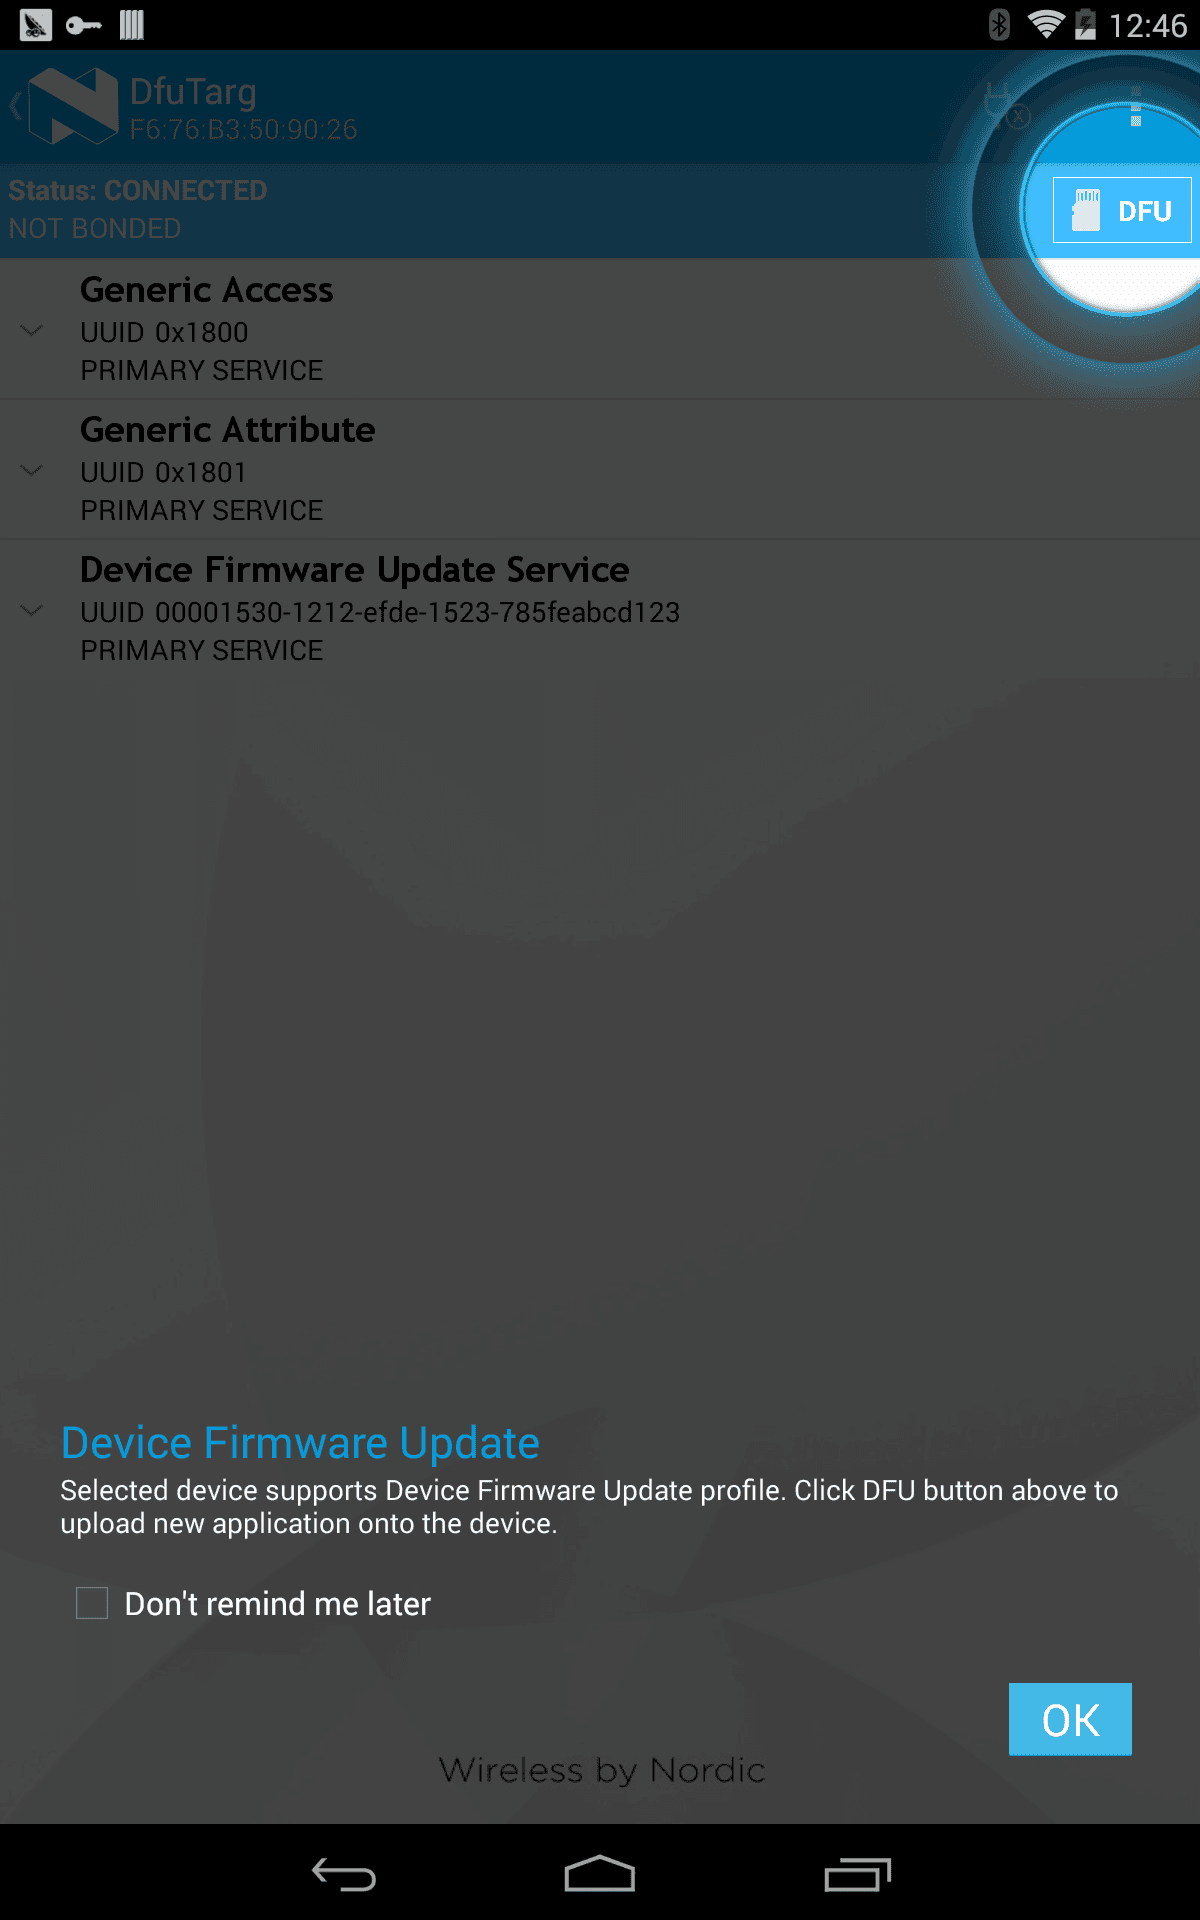 12:46
DfuTarg
F6:76:B3:50:90:26
Status: CONNECTED
NOT BONDED
DFU
Generic Access
UUID 0x1800
PRIMARY SERVICE
Generic Attribute
UUID 0x1801
PRIMARY SERVICE
Device Firmware Update Service
UUID 00001530-1212-efde-1523-785feabcd123
PRIMARY SERVICE
Device Firmware Update
Selected device supports Device Firmware Update profile. Click DFU button above to
upload new application onto the device.
Don't remind me later
OK
Wireless by Nordic